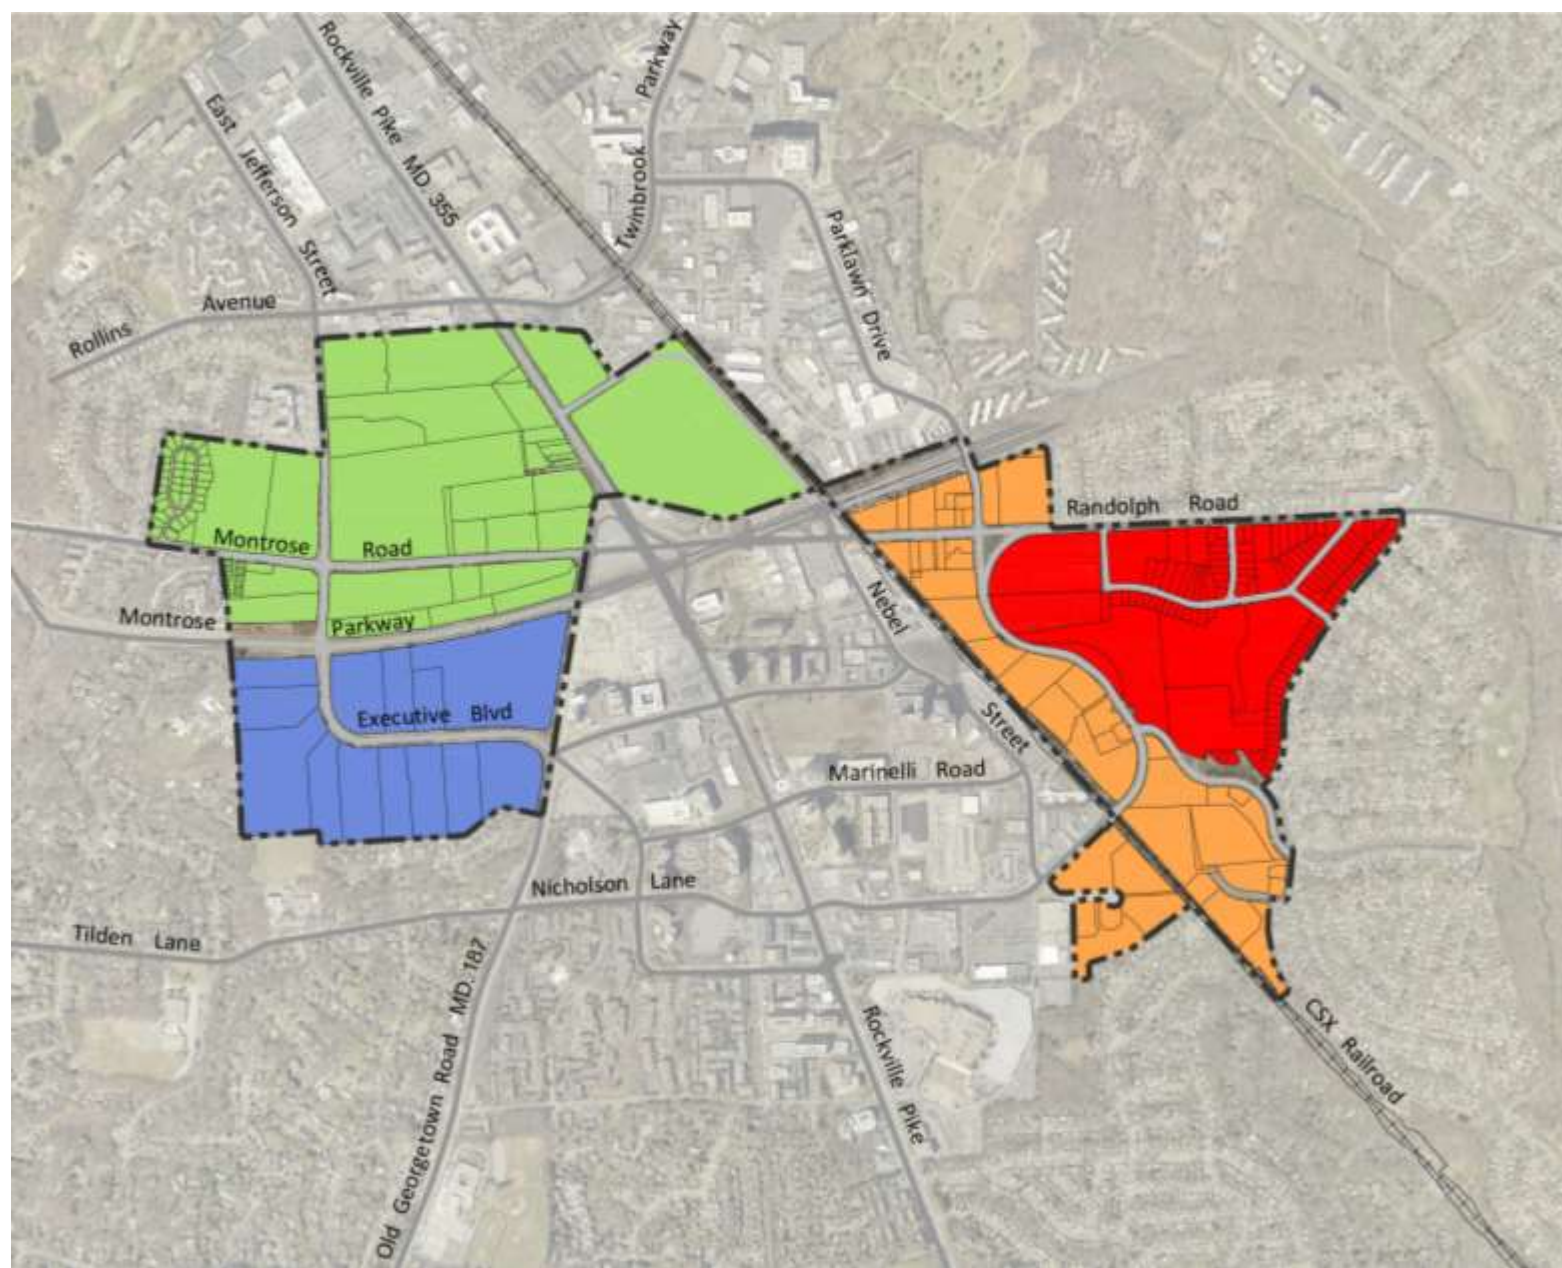 Rockville Pike MD. 355
Parkway
Twinbrook
East Jefferson Street
Parklawn Drive
Rollins Avenue
Randolph Road
Montrose Road
Montrose Parkway
Nebel Street
Executive Blvd
Marinelli Road
Nicholson Lane
Tilden Lane
Old Georgetown Road MD. 187
Rockville Pike
CSX Railroad